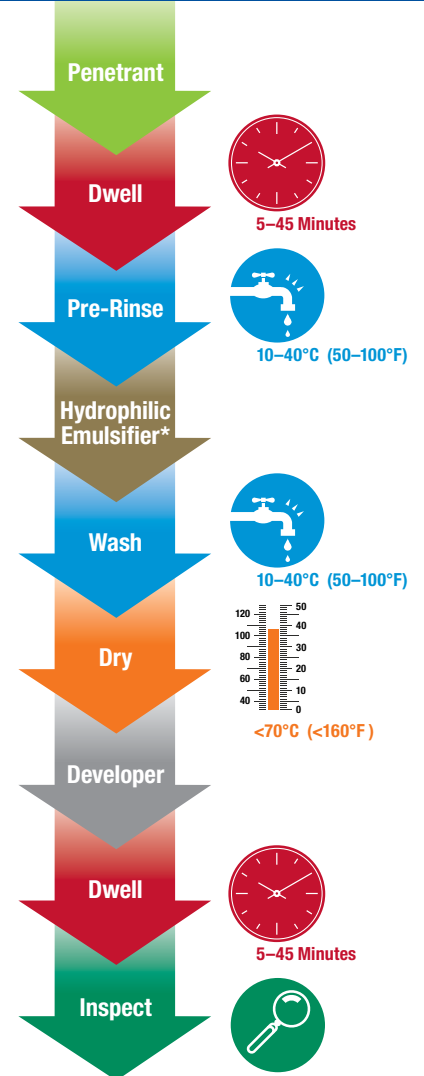 Penetrant
Dwell
5–45 Minutes
Pre-Rinse
10–40°C (50–100°F)
Hydrophilic
Emulsifier*
Wash
10–40°C (50–100°F)
Dry
120
100
80
60
40
50
40
30
20
10
0
<70°C (<160°F )
Developer
Dwell
5–45 Minutes
Inspect